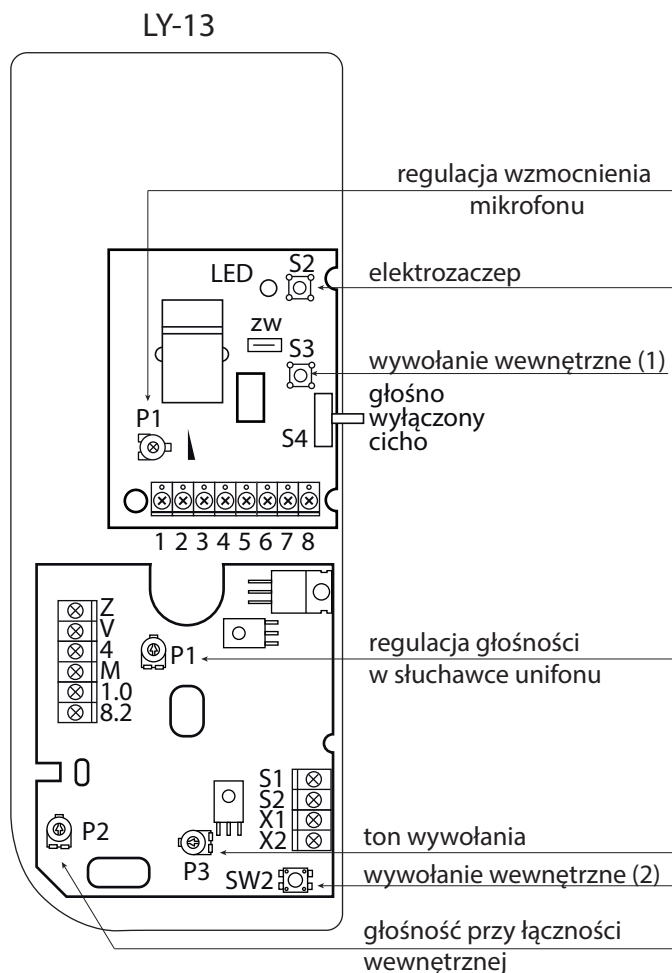 LY-13
regulacja wzmocnienia
mikrofonu
LED
S2
elektrozaczep
zw
S3
wywołanie wewnętrzne (1)
głośno
wyłączony
cicho
P1
S4
1 2 3 4 5 6 7 8
Z
V
4
M
1.0
8.2
P1
regulacja głośności
w słuchawce unifonu
S1
S2
X1
X2
P2
P3
ton wywołania
SW2
wywołanie wewnętrzne (2)
głośność przy łączności
wewnętrznej